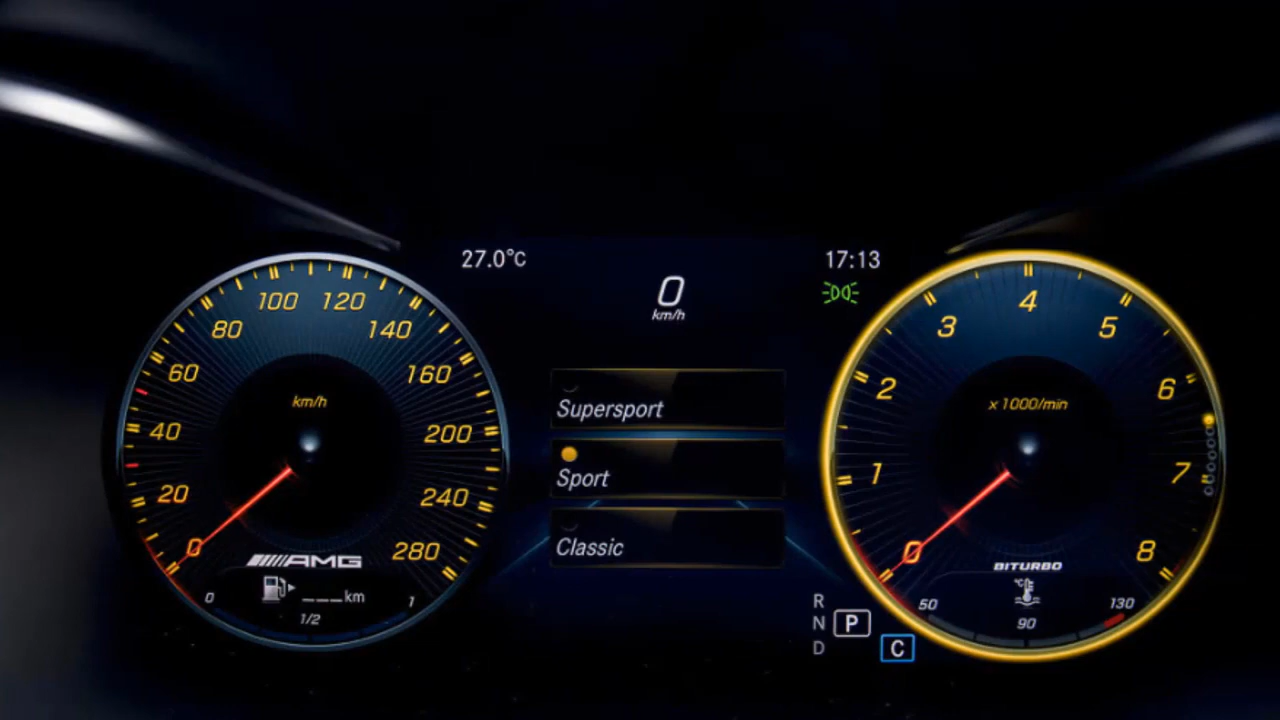 27.0°C
17:13
0
km/h
0
20
40
60
80
100
120
140
160
200
240
280
km/h
AMG
___km
0
1/2
1
Supersport
Sport
Classic
0
1
2
3
4
5
6
7
8
x 1000/min
BITURBO
°C
50
90
130
R
N
P
D
C